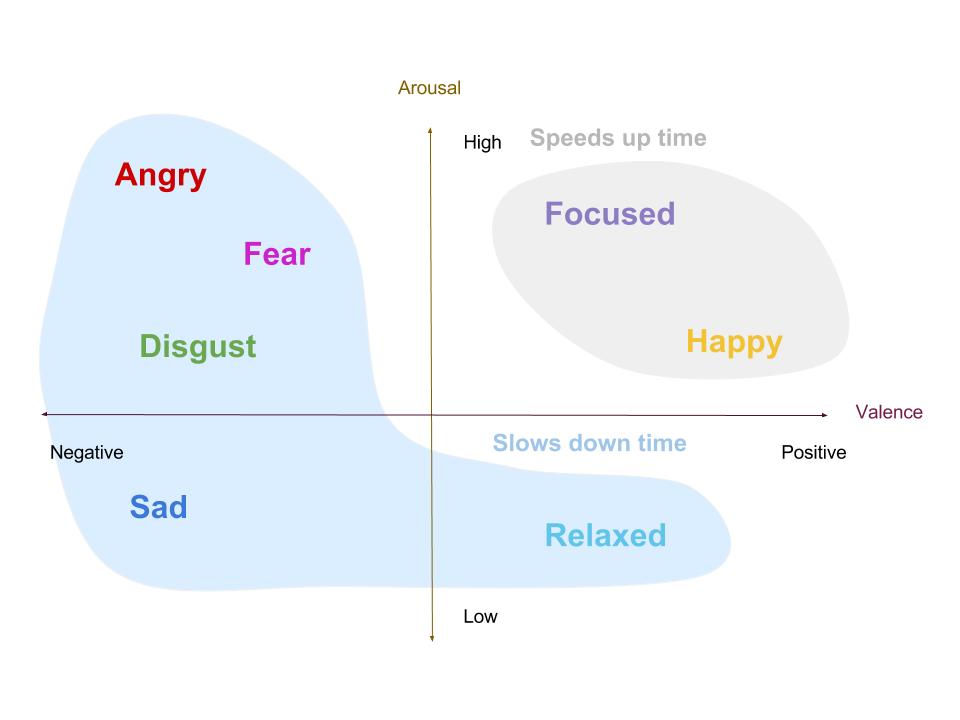 Arousal
High
Speeds up time
Angry
Focused
Fear
Disgust
Happy
Valence
Slows down time
Negative
Positive
Sad
Relaxed
Low